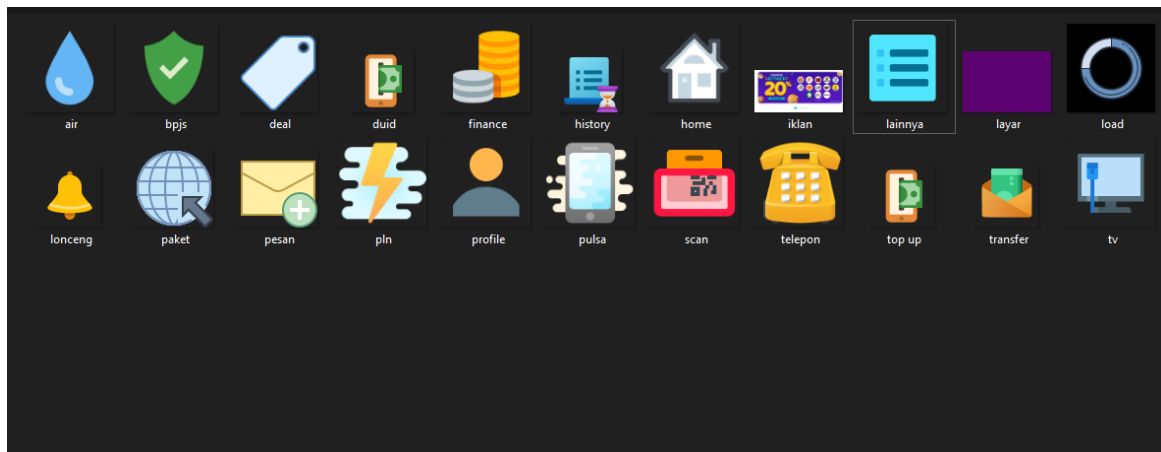 20%
air
bpjs
deal
duid
finance
history
home
iklan
lainnya
layar
load
lonceng
paket
pesan
pln
profile
pulsa
scan
telepon
top up
transfer
tv